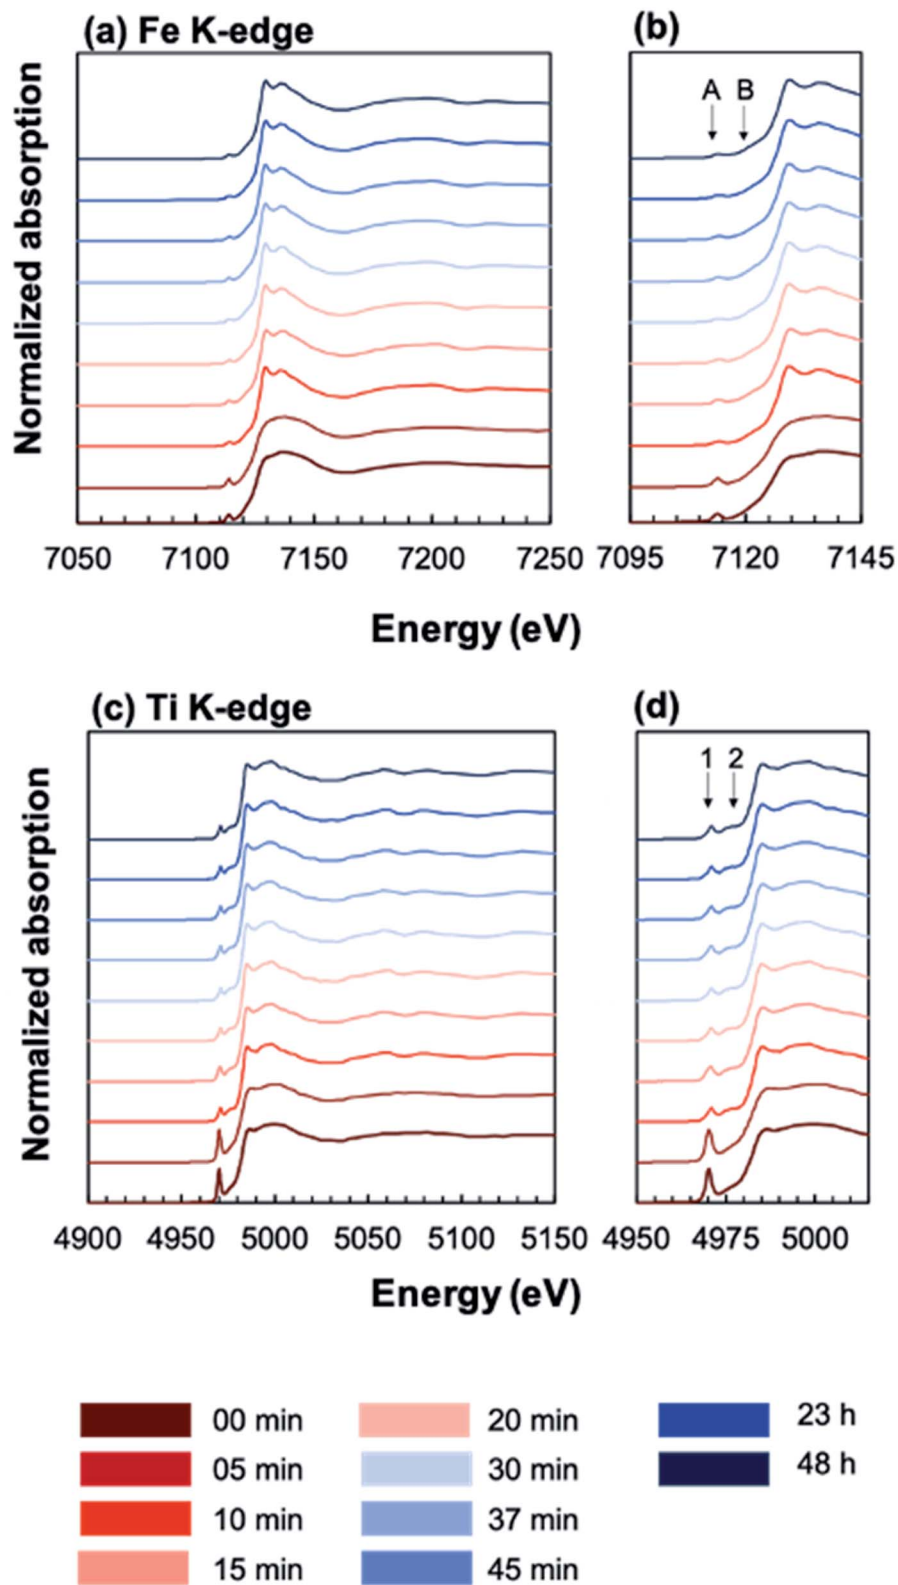 (a) Fe K-edge
(b)
Normalized absorption
A B
7050 7100 7150 7200 7250 7095 7120 7145
Energy (eV)
(c) Ti K-edge
(d)
Normalized absorption
1 2
4900 4950 5000 5050 5100 5150 4950 4975 5000
Energy (eV)
00 min 20 min 23 h
05 min 30 min 48 h
10 min 37 min
15 min 45 min